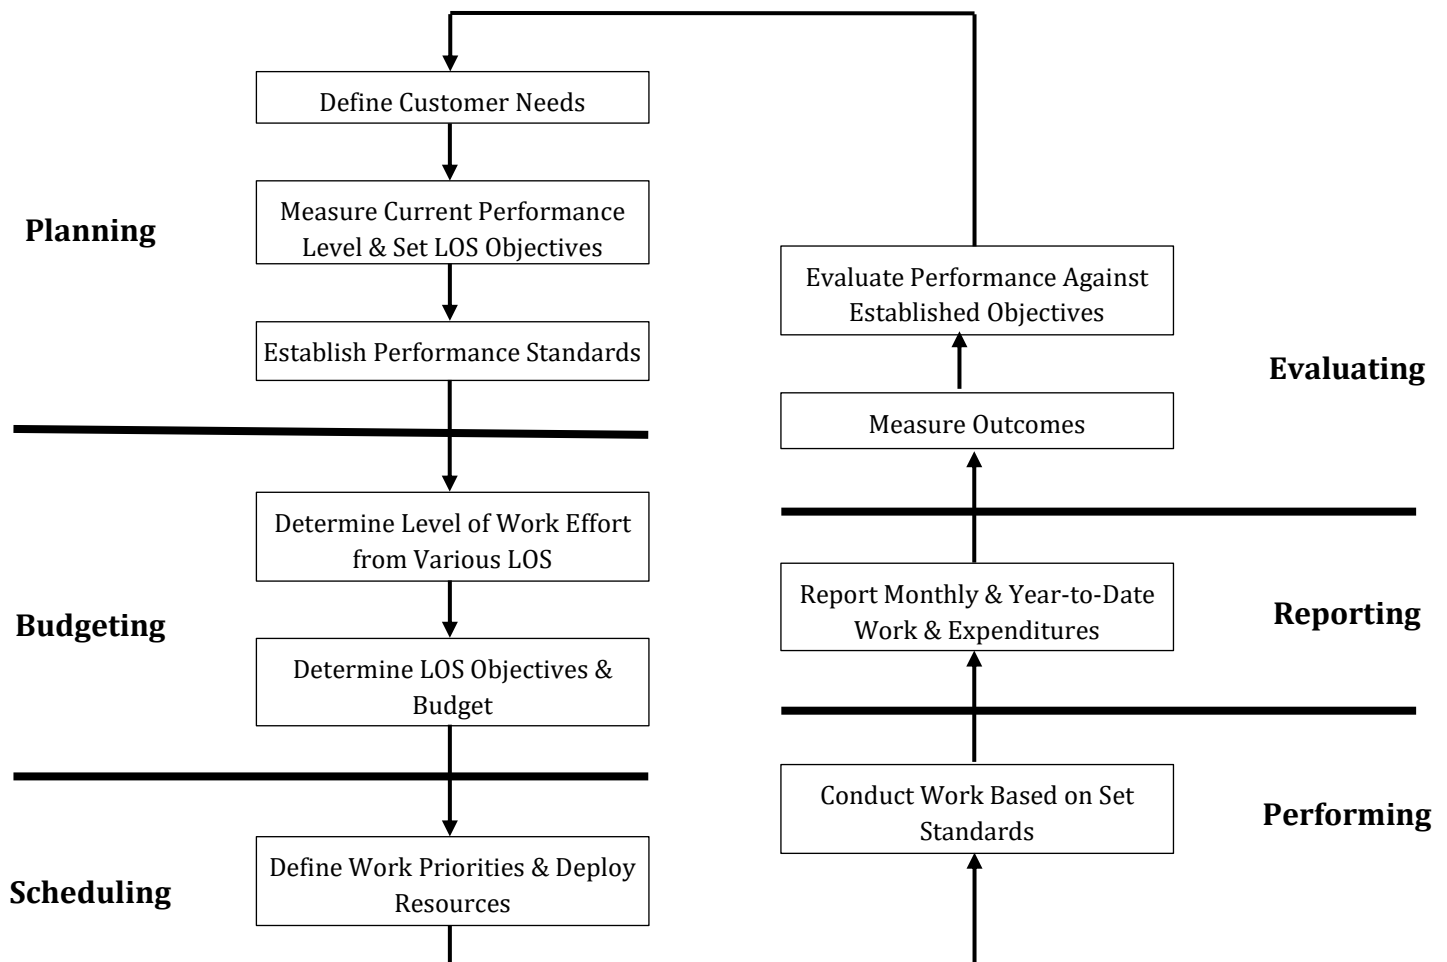 Define Customer Needs
Planning
Measure Current Performance
Level & Set LOS Objectives
Establish Performance Standards
Budgeting
Determine Level of Work Effort
from Various LOS
Determine LOS Objectives &
Budget
Scheduling
Define Work Priorities & Deploy
Resources
Conduct Work Based on Set
Standards
Performing
Report Monthly & Year-to-Date
Work & Expenditures
Reporting
Measure Outcomes
Evaluating
Evaluate Performance Against
Established Objectives